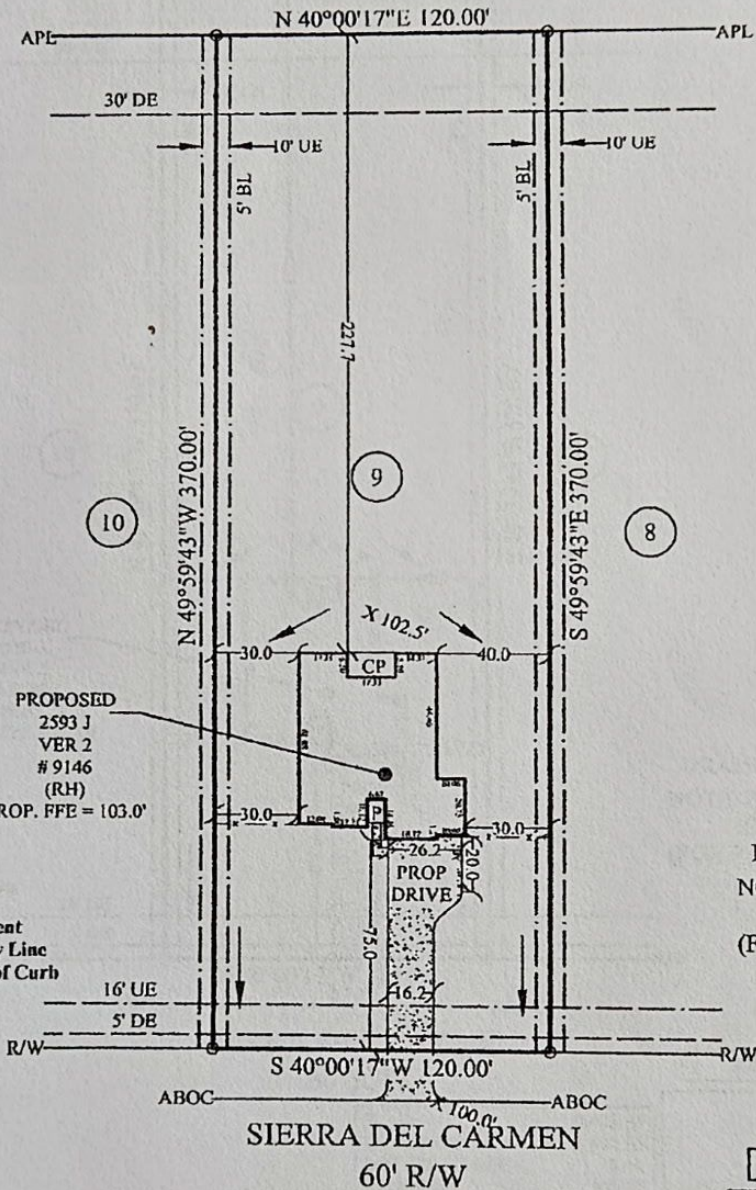 N 40°00'17"E 120.00'
APL
APL
30' DE
10' UE
10' UE
5' BL
5' BL
227.7
N 49°59'43"W 370.00'
S 49°59'43"E 370.00'
9
10
8
X 102.5'
30.0
CP
40.0
17.33
PROPOSED
2593 J
VER 2
# 9146
(RH)
ROP. FFE = 103.0'
30.0
P
30.0
26.2
20.0
PROP
DRIVE
75.0
16.2
ent
Line
of Curb
N
(F
16' UE
5' DE
R/W
R/W
S 40°00'17"W 120.00'
ABOC
ABOC
X 100.0'
SIERRA DEL CARMEN
60' R/W